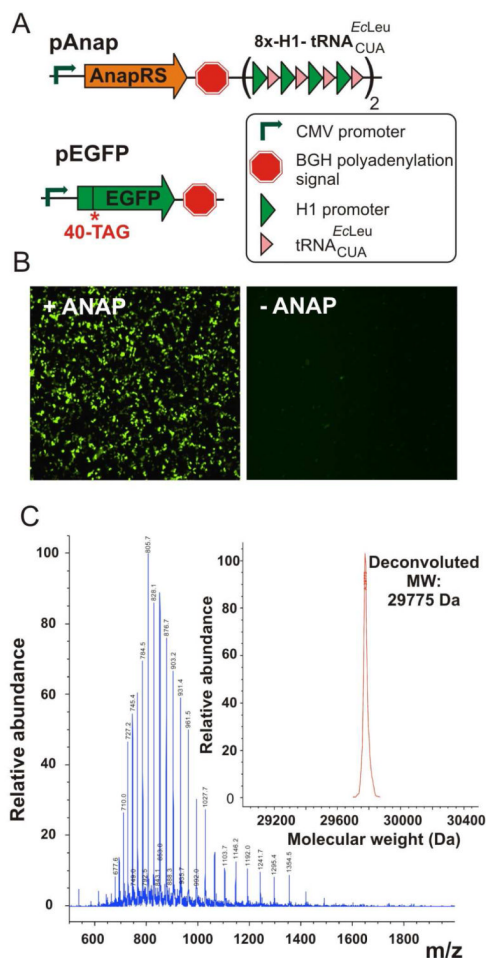 A
pAnap
AnapRS
8x-H1- tRNA EcLeu CUA
2
pEGFP
EGFP
*
40-TAG
CMV promoter
BGH polyadenylation
signal
H1 promoter
tRNA EcLeu CUA
B
+ ANAP
- ANAP
C
Relative abundance
100
80
60
40
20
0
677.6
710.0
727.2
745.4
784.5
805.7
828.1
878.7
903.2
931.4
961.5
1027.7
853.0
992.0
1103.7
1146.2
1192.0
1241.7
1295.4
1354.5
600
800
1000
1200
1400
1600
1800
m/z
Relative abundance
100
80
60
40
20
0
Deconvoluted
MW:
29775 Da
29200
29600
30000
30400
Molecular weight (Da)